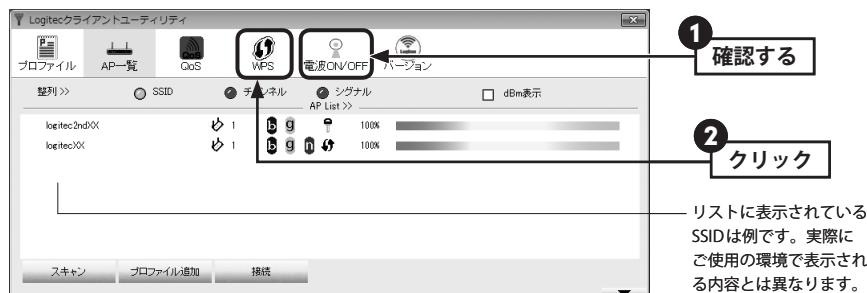 Logitecクライアントユーティリティ
プロファイル AP一覧 QoS WPS 電波ON/OFF バージョン
整列>> SSID チャンネル シグナル dBm表示
AP List >>
logitec2ndXX 1 b g 100%
logitecXX 1 b g n 100%
スキャン プロファイル追加 接続
1 確認する
2 クリック
リストに表示されている
SSIDは例です。実際に
ご使用の環境で表示され
る内容とは異なります。